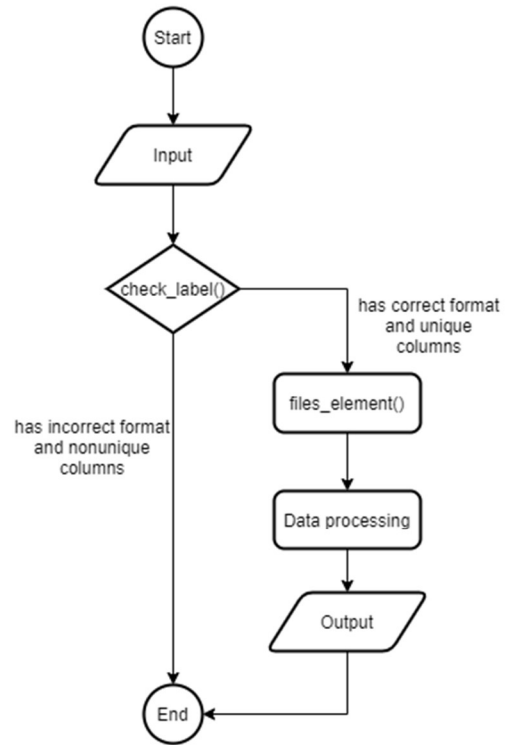 Start
Input
check_label()
has correct format
and unique
columns
files_element()
has incorrect format
and nonunique
columns
Data processing
Output
End